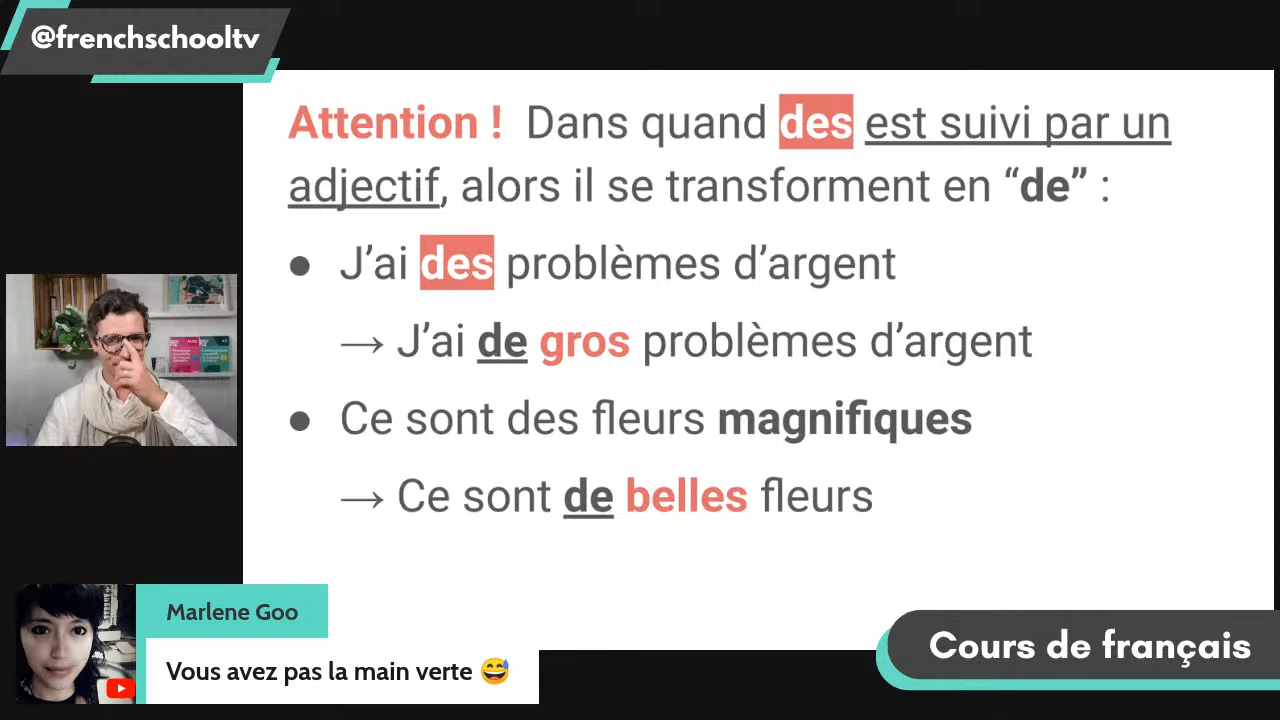 @frenchschooltv
Attention ! Dans quand des est suivi par un
adjectif, alors il se transforment en “de” :
● J’ai des problèmes d’argent
→ J’ai de gros problèmes d’argent
● Ce sont des fleurs magnifiques
→ Ce sont de belles fleurs
Marlene Goo
Vous avez pas la main verte 😅
Cours de français